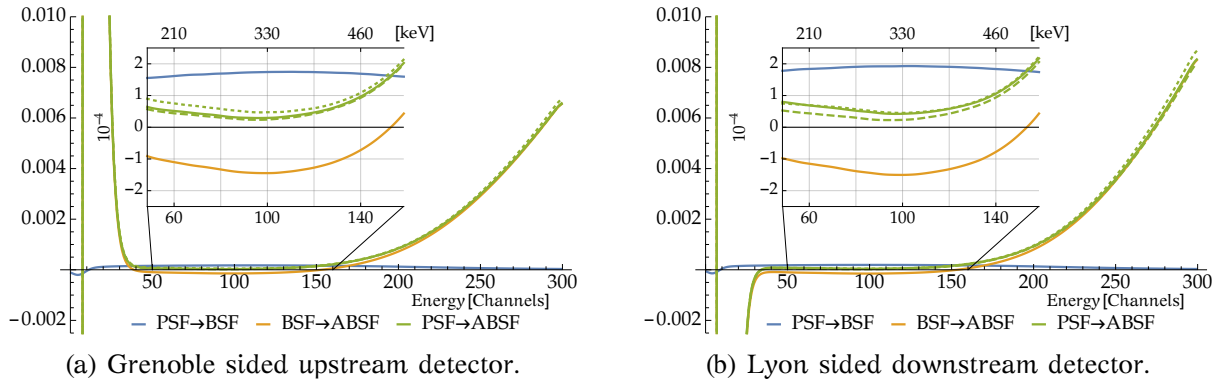 0.010
0.008
0.006
0.004
0.002
0.000
−0.002
210 330 460 [keV]
2
1
0
−1
−2
10⁻⁴
60 100 140
50 100 150 200 250 300
Energy [Channels]
PSF→BSF BSF→ABSF PSF→ABSF
(a) Grenoble sided upstream detector.
0.010
0.008
0.006
0.004
0.002
0.000
−0.002
210 330 460 [keV]
2
1
0
−1
−2
10⁻⁴
60 100 140
50 100 150 200 250 300
Energy [Channels]
PSF→BSF BSF→ABSF PSF→ABSF
(b) Lyon sided downstream detector.